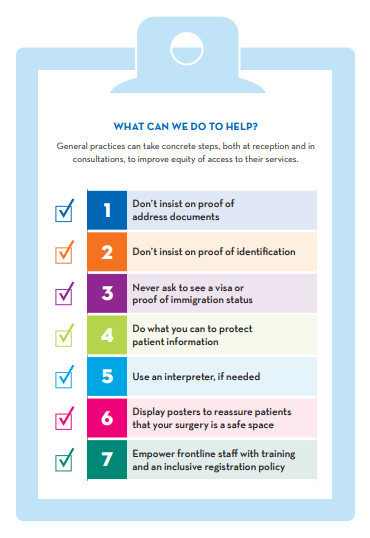 WHAT CAN WE DO TO HELP?
General practices can take concrete steps, both at reception and in
consultations, to improve equity of access to their services.
1
Don't insist on proof of
address documents
2
Don't insist on proof of identification
3
Never ask to see a visa or
proof of immigration status
4
Do what you can to protect
patient information
5
Use an interpreter, if needed
6
Display posters to reassure patients
that your surgery is a safe space
7
Empower frontline staff with training
and an inclusive registration policy